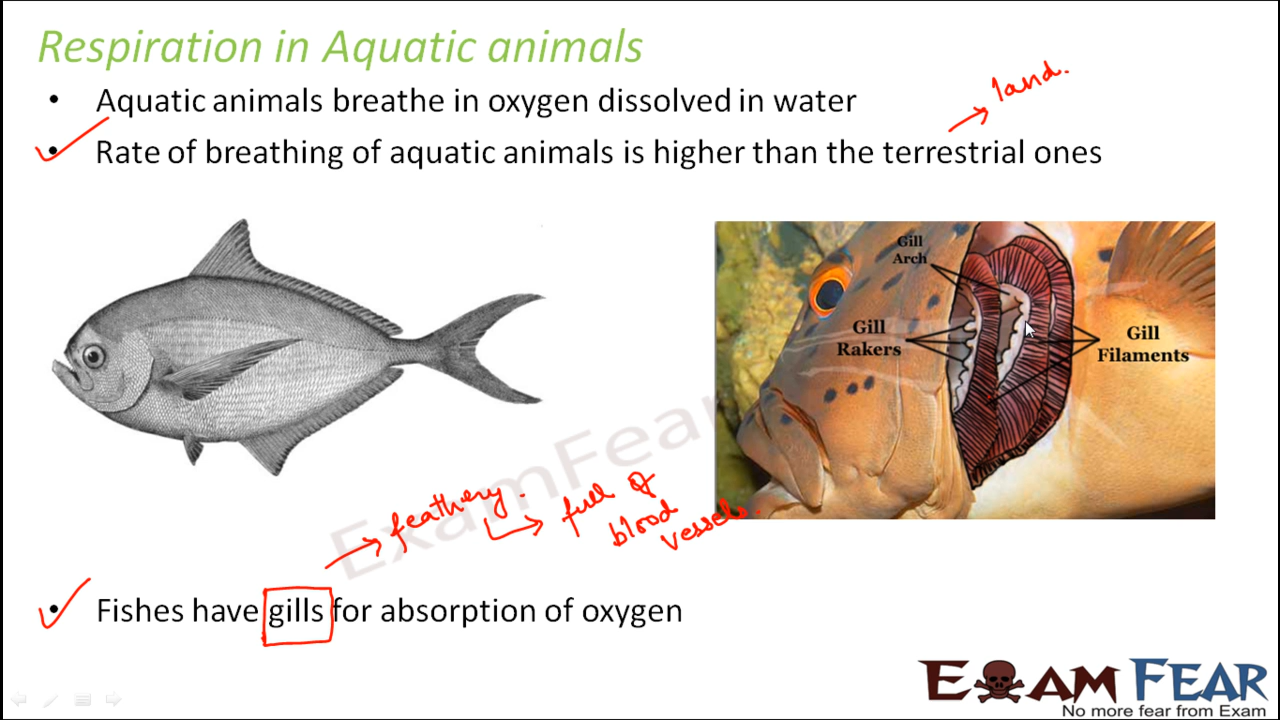 Respiration in Aquatic animals
• Aquatic animals breathe in oxygen dissolved in water
land.
• Rate of breathing of aquatic animals is higher than the terrestrial ones
Gill
Arch
Gill
Rakers
Gill
Filaments
ExamFear
feathery.
full of
blood
vessels.
• Fishes have gills for absorption of oxygen
EXAM FEAR
No more fear from Exam